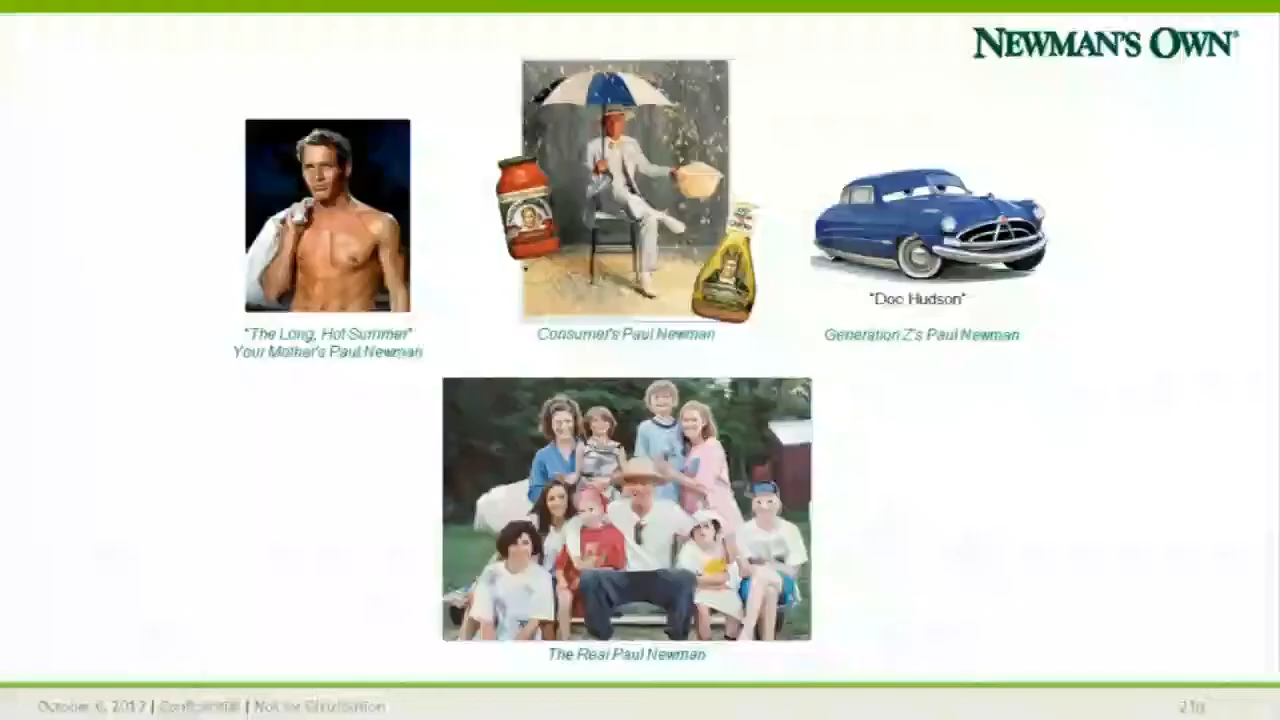 NEWMAN'S OWN
"Doc Hudson"
"The Long, Hot Summer"
Your Mother's Paul Newman
Consumer's Paul Newman
Generation Z's Paul Newman
The Real Paul Newman
October 6, 2017 | Confidential | Not for Distribution